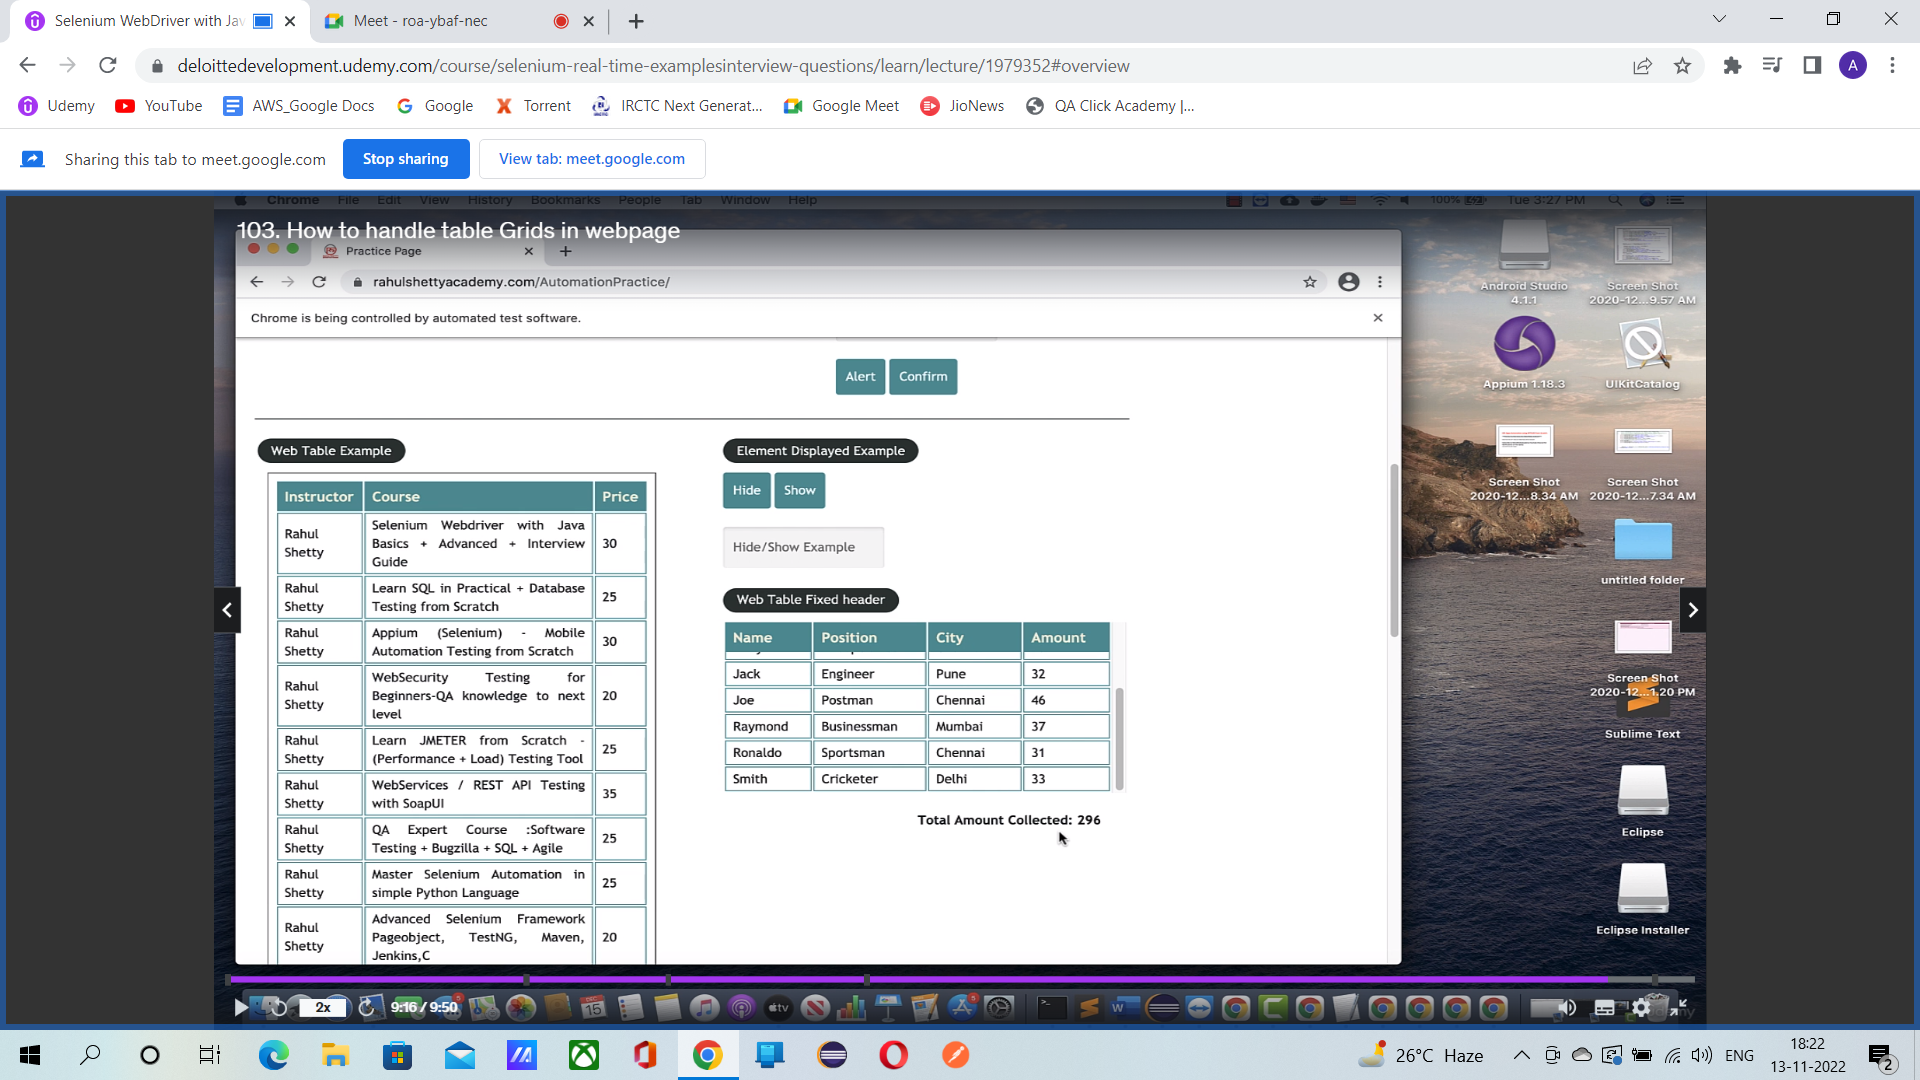 Selenium WebDriver with Jav
Meet - roa-ybaf-nec
deloittedevelopment.udemy.com/course/selenium-real-time-examplesinterview-questions/learn/lecture/1979352#overview
A
Udemy
YouTube
AWS_Google Docs
Google
Torrent
IRCTC Next Generat...
Google Meet
JioNews
QA Click Academy |...
Sharing this tab to meet.google.com
Stop sharing
View tab: meet.google.com
Chrome File Edit View History Bookmarks People Tab Window Help
100%
Tue 3:27 PM
103. How to handle table Grids in webpage
Practice Page
rahulshettyacademy.com/AutomationPractice/
Chrome is being controlled by automated test software.
Alert
Confirm
Web Table Example
Instructor Course Price
Rahul Shetty
Selenium Webdriver with Java
Basics + Advanced + Interview
Guide
30
Rahul Shetty
Learn SQL in Practical + Database
Testing from Scratch
25
Rahul Shetty
Appium (Selenium) - Mobile
Automation Testing from Scratch
30
Rahul Shetty
WebSecurity Testing for
Beginners-QA knowledge to next
level
20
Rahul Shetty
Learn JMETER from Scratch -
(Performance + Load) Testing Tool
25
Rahul Shetty
WebServices / REST API Testing
with SoapUI
35
Rahul Shetty
QA Expert Course :Software
Testing + Bugzilla + SQL + Agile
25
Rahul Shetty
Master Selenium Automation in
simple Python Language
25
Rahul Shetty
Advanced Selenium Framework
Pageobject, TestNG, Maven,
Jenkins,C
20
Element Displayed Example
Hide
Show
Hide/Show Example
Web Table Fixed header
Name Position City Amount
Jack Engineer Pune 32
Joe Postman Chennai 46
Raymond Businessman Mumbai 37
Ronaldo Sportsman Chennai 31
Smith Cricketer Delhi 33
Total Amount Collected: 296
Android Studio
4.1.1
Screen Shot
2020-12...9.57 AM
Appium 1.18.3
UIKitCatalog
Screen Shot
2020-12...8.34 AM
Screen Shot
2020-12...7.34 AM
untitled folder
Screen Shot
2020-12...1.20 PM
Sublime Text
Eclipse
Eclipse Installer
2x
9:16 / 9:50
26°C Haze
ENG
18:22
13-11-2022
2